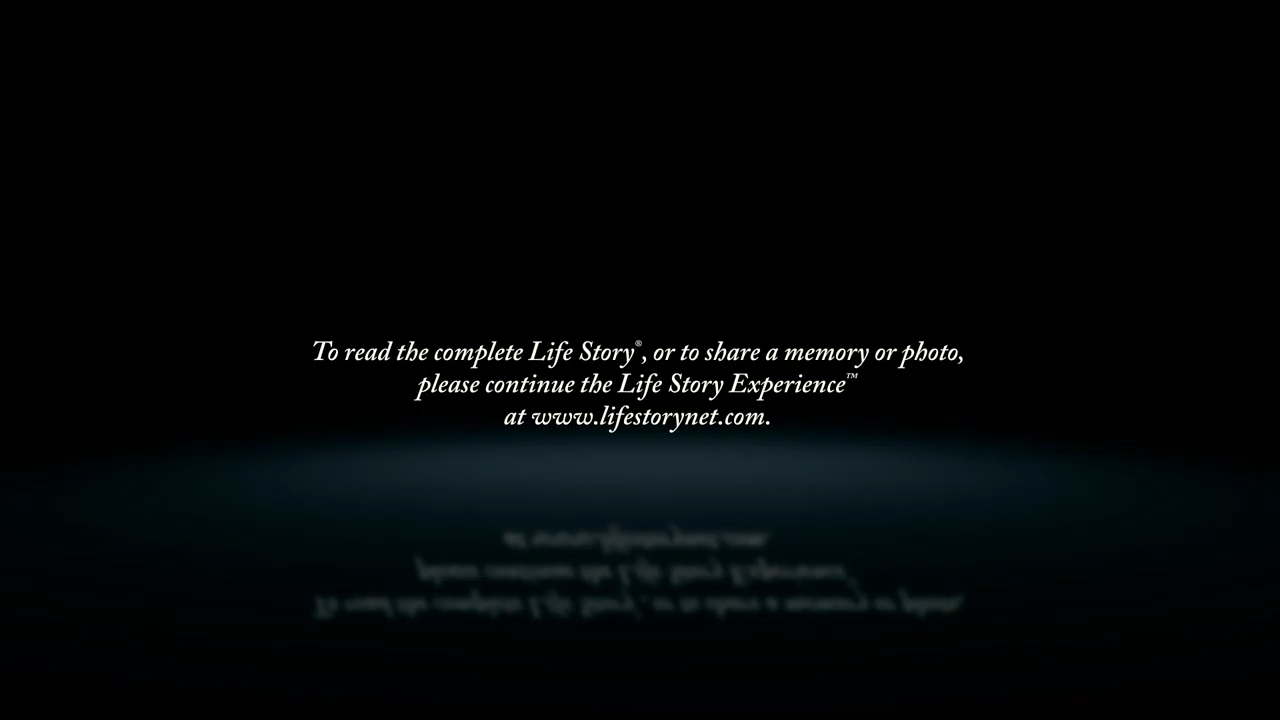 To read the complete Life Story®, or to share a memory or photo,
please continue the Life Story Experience™
at www.lifestorynet.com.